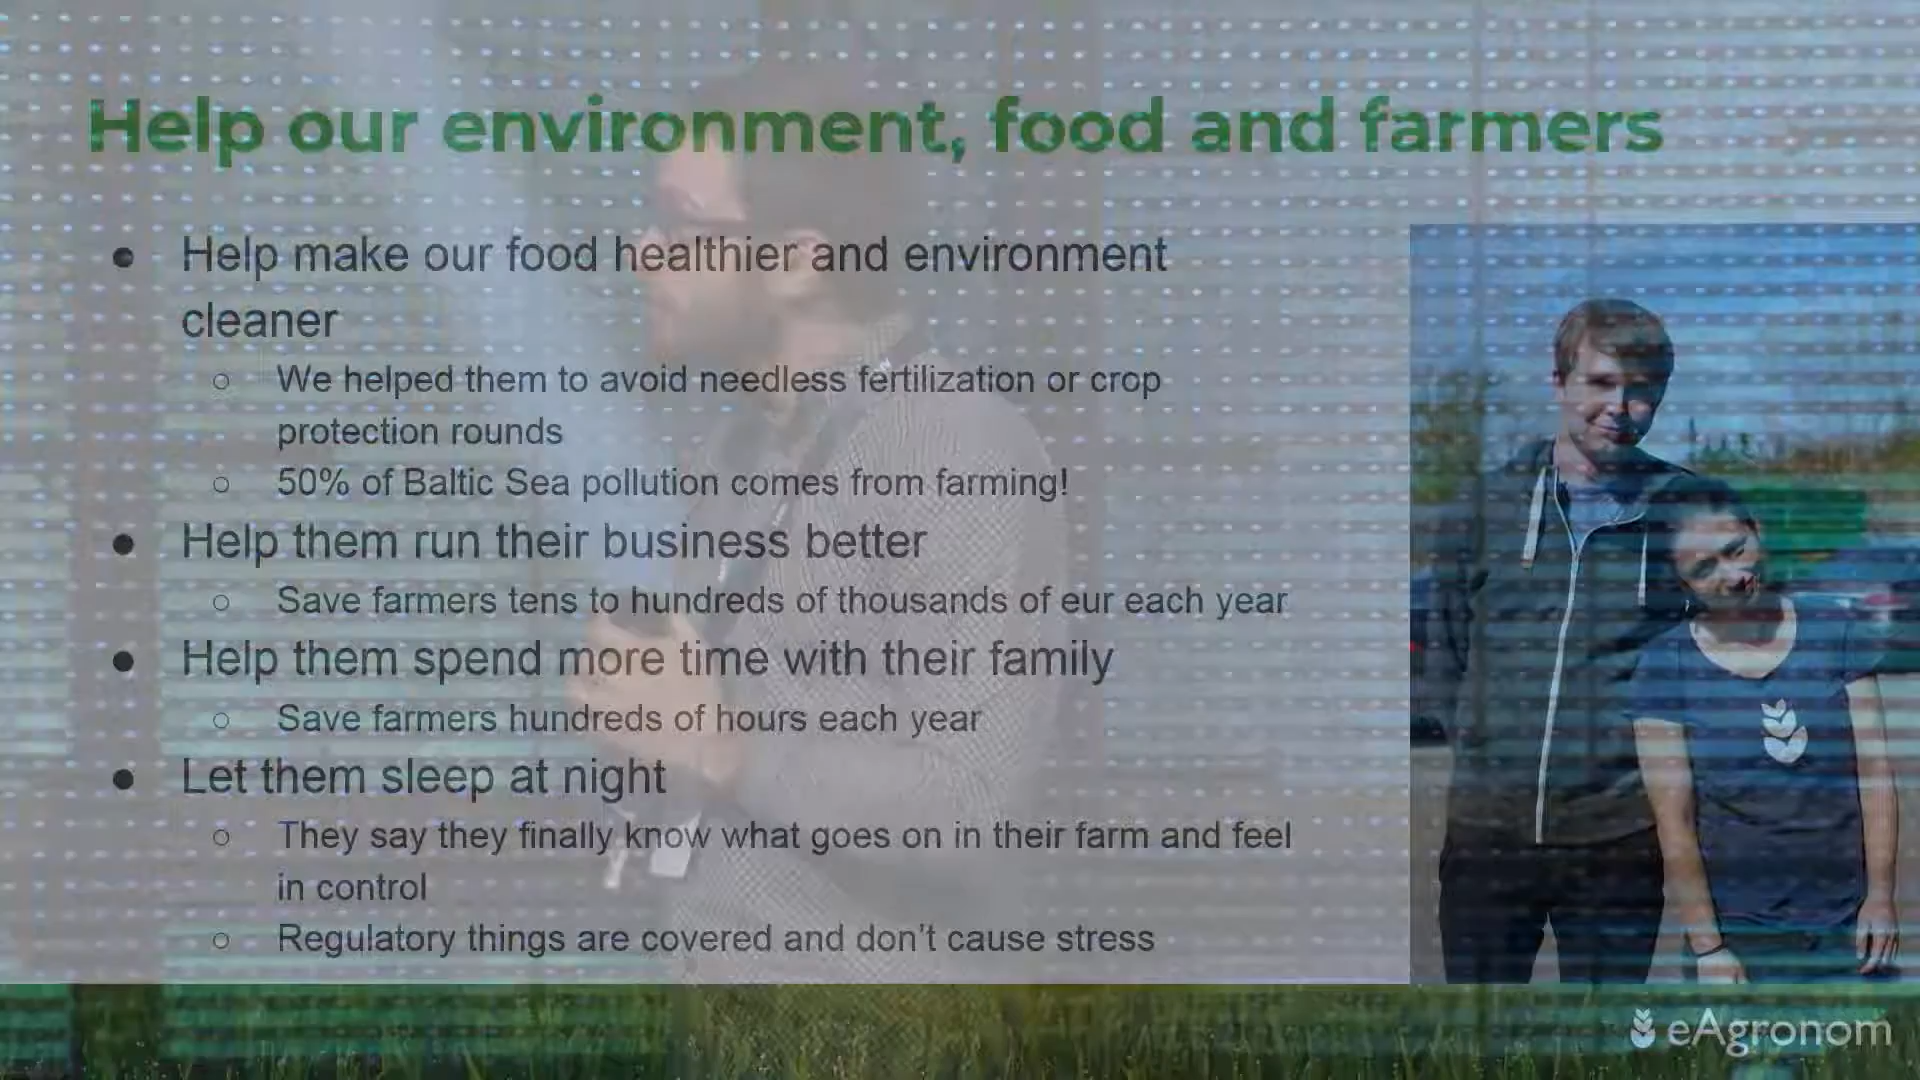 Help our environment, food and farmers
● Help make our food healthier and environment
cleaner
○ We helped them to avoid needless fertilization or crop
protection rounds
○ 50% of Baltic Sea pollution comes from farming!
● Help them run their business better
○ Save farmers tens to hundreds of thousands of eur each year
● Help them spend more time with their family
○ Save farmers hundreds of hours each year
● Let them sleep at night
○ They say they finally know what goes on in their farm and feel
in control
○ Regulatory things are covered and don't cause stress
eAgronom